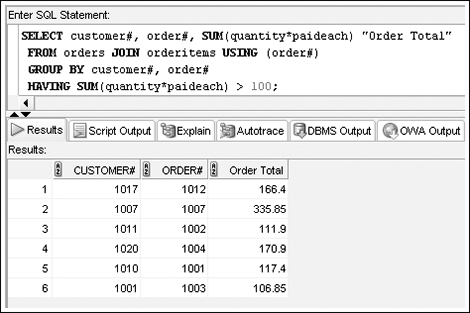 Enter SQL Statement:
SELECT customer#, order#, SUM(quantity*paideach) "Order Total"
FROM orders JOIN orderitems USING (order#)
GROUP BY customer#, order#
HAVING SUM(quantity*paideach) > 100;
Results Script Output Explain Autotrace DBMS Output OWA Output
Results:
CUSTOMER# ORDER# Order Total
1 1017 1012 166.4
2 1007 1007 335.85
3 1011 1002 111.9
4 1020 1004 170.9
5 1010 1001 117.4
6 1001 1003 106.85